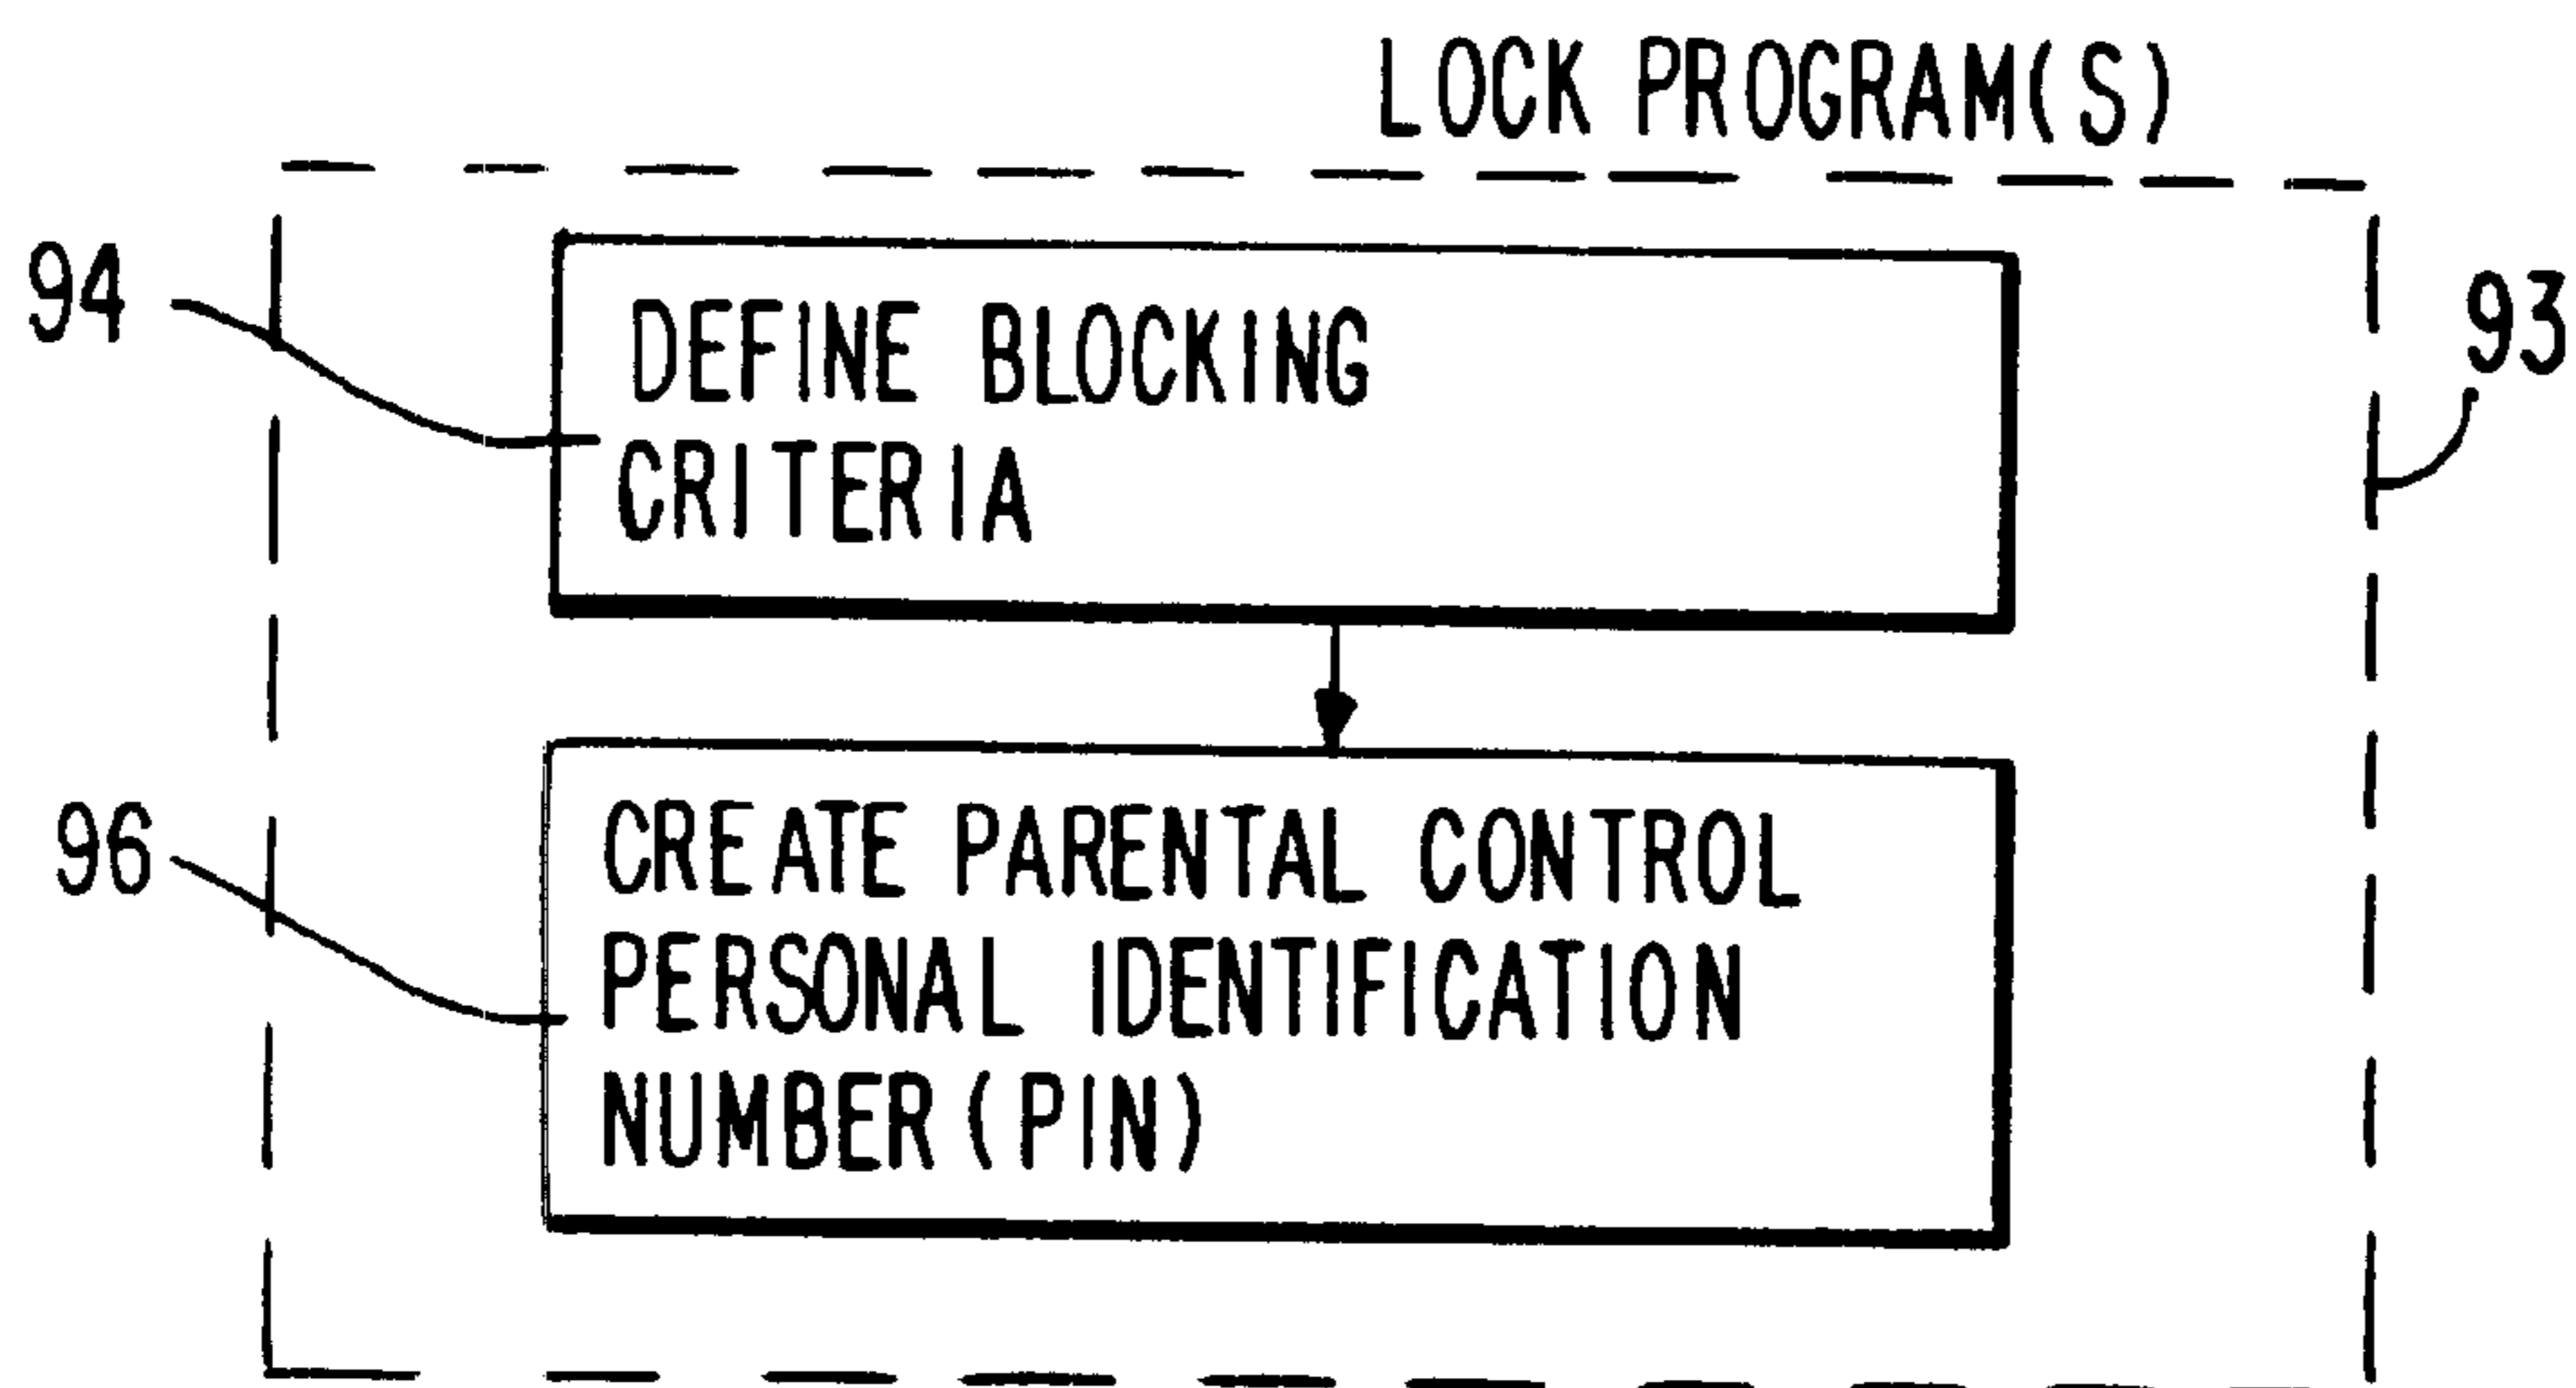 LOCK PROGRAM(S)
94
DEFINE BLOCKING
CRITERIA
93
96
CREATE PARENTAL CONTROL
PERSONAL IDENTIFICATION
NUMBER (PIN)